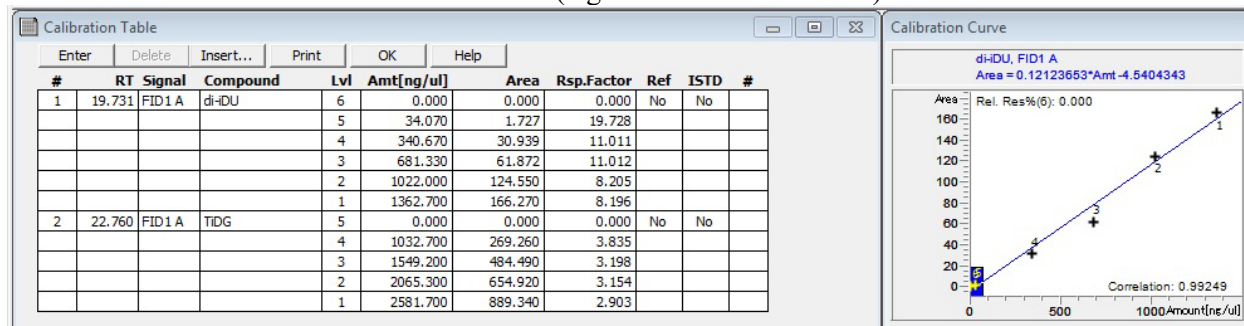 Calibration Table
Enter Delete Insert... Print OK Help
# RT Signal Compound Lvl Amt[ng/ul] Area Rsp.Factor Ref ISTD #
1 19.731 FID1 A di-iDU 6 0.000 0.000 0.000 No No
5 34.070 1.727 19.728
4 340.670 30.939 11.011
3 681.330 61.872 11.012
2 1022.000 124.550 8.205
1 1362.700 166.270 8.196
2 22.760 FID1 A TiDG 5 0.000 0.000 0.000 No No
4 1032.700 269.260 3.835
3 1549.200 484.490 3.198
2 2065.300 654.920 3.154
1 2581.700 889.340 2.903
Calibration Curve
di-iDU, FID1 A
Area = 0.12123653*Amt -4.5404343
Area
Rel. Res%(6): 0.000
160
140
120
100
80
60
40
20
0
1
2
3
4
Correlation: 0.99249
0 500 1000 Amount[ng/ul]